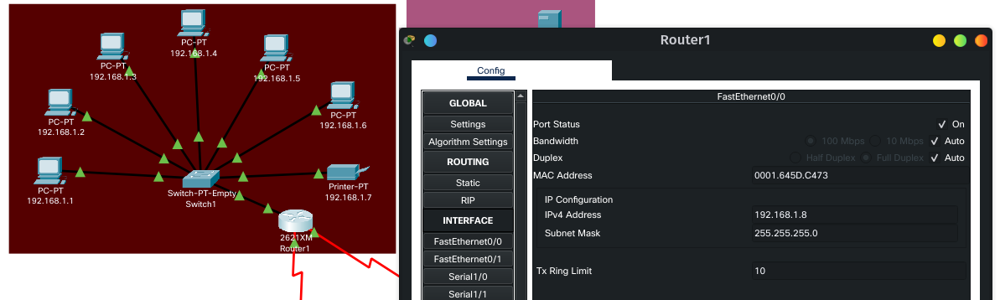 PC-PT
192.168.1.4
PC-PT
192.168.1.3
PC-PT
192.168.1.5
PC-PT
192.168.1.2
PC-PT
192.168.1.6
PC-PT
192.168.1.1
Switch-PT-Empty
Switch1
Printer-PT
192.168.1.7
2621XM
Router1
Router1
Config
GLOBAL
Settings
Algorithm Settings
ROUTING
Static
RIP
INTERFACE
FastEthernet0/0
FastEthernet0/1
Serial1/0
Serial1/1
FastEthernet0/0
Port Status On
Bandwidth 100 Mbps 10 Mbps Auto
Duplex Half Duplex Full Duplex Auto
MAC Address 0001.645D.C473
IP Configuration
IPv4 Address 192.168.1.8
Subnet Mask 255.255.255.0
Tx Ring Limit 10